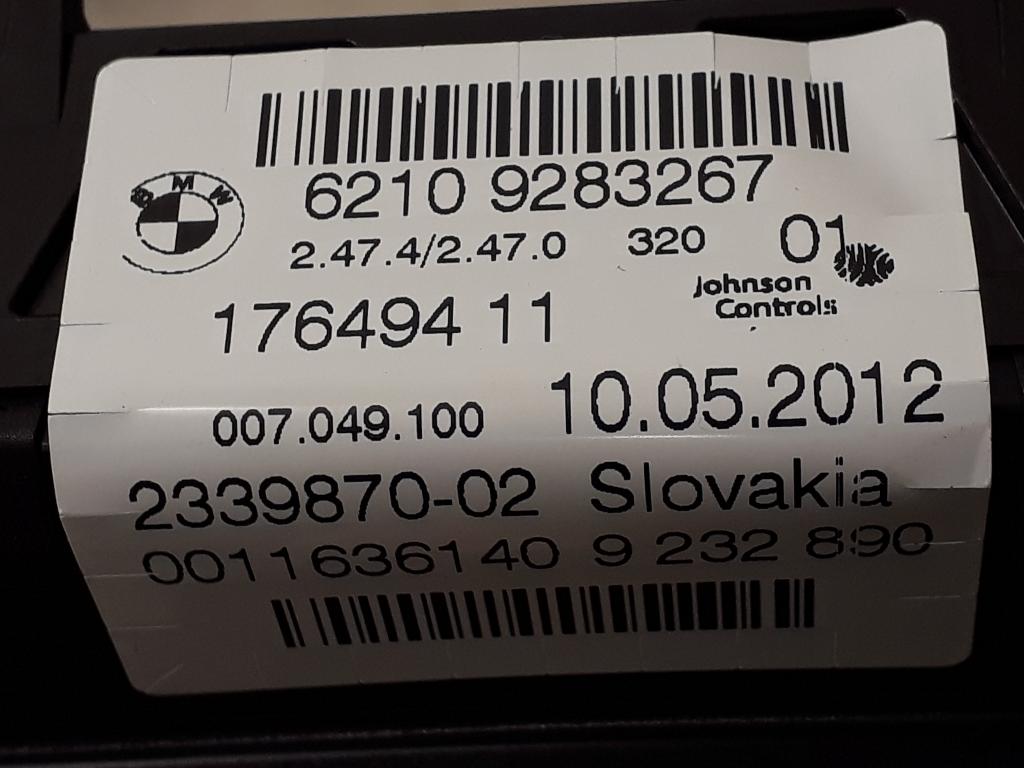 BMW
6210 9283267
2.47.4/2.47.0 320 01
Johnson
Controls
176494 11
007.049.100 10.05.2012
2339870-02 Slovakia
0011636140 9 232 890